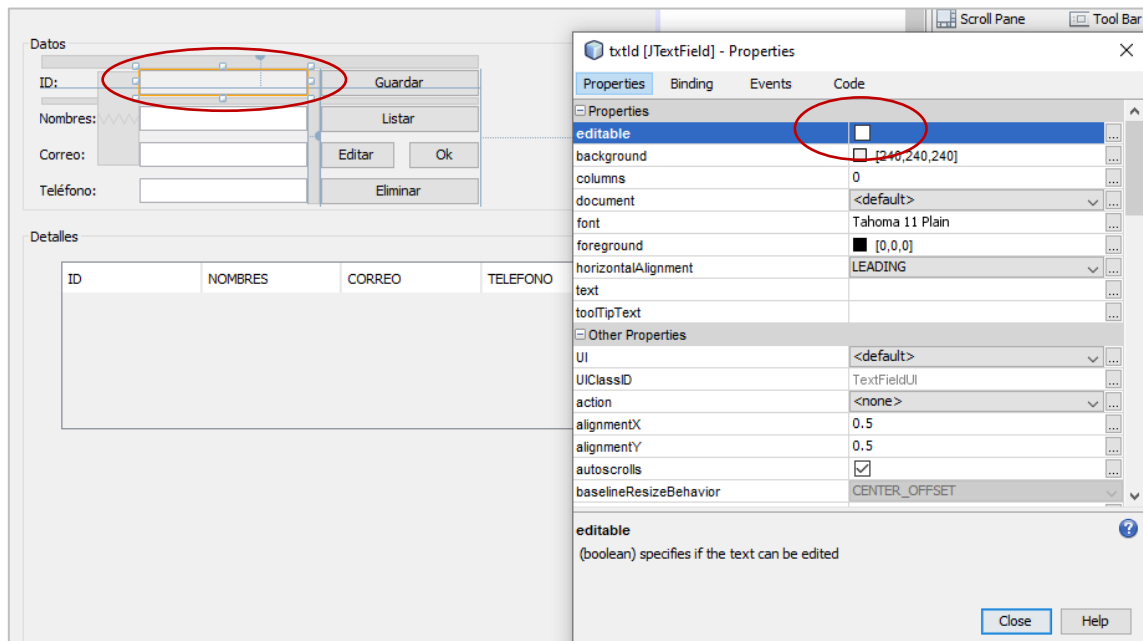 Scroll Pane
Tool Bar
Datos
ID:
Guardar
Nombres:
Listar
Correo:
Editar
Ok
Teléfono:
Eliminar
Detalles
ID NOMBRES CORREO TELEFONO
txtId [JTextField] - Properties
Properties Binding Events Code
Properties
editable
background [240,240,240]
columns 0
document <default>
font Tahoma 11 Plain
foreground [0,0,0]
horizontalAlignment LEADING
text
toolTipText
Other Properties
UI <default>
UIClassID TextFieldUI
action <none>
alignmentX 0.5
alignmentY 0.5
autoscrolls
baselineResizeBehavior CENTER_OFFSET
editable
(boolean) specifies if the text can be edited
Close
Help